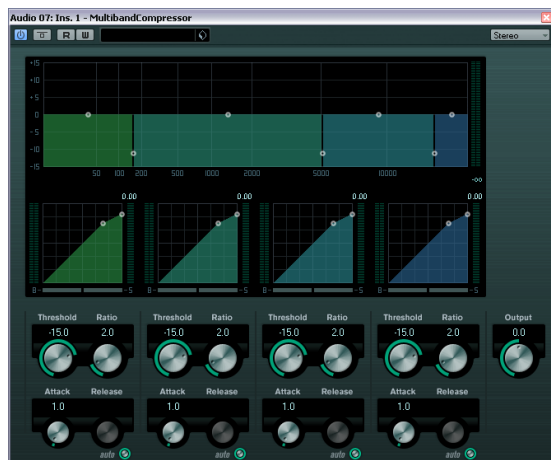 Audio 07: Ins. 1 - MultibandCompressor
R W Stereo
+15
+10
+ 5
0
- 5
-10
-15
50 100 200 500 1000 2000 5000 10000
-oo
0.00 0.00 0.00 0.00
B S B S B S B S
Threshold Ratio Threshold Ratio Threshold Ratio Threshold Ratio Output
-15.0 2.0 -15.0 2.0 -15.0 2.0 -15.0 2.0 0.0
Attack Release Attack Release Attack Release Attack Release
1.0 1.0 1.0 1.0
auto auto auto auto